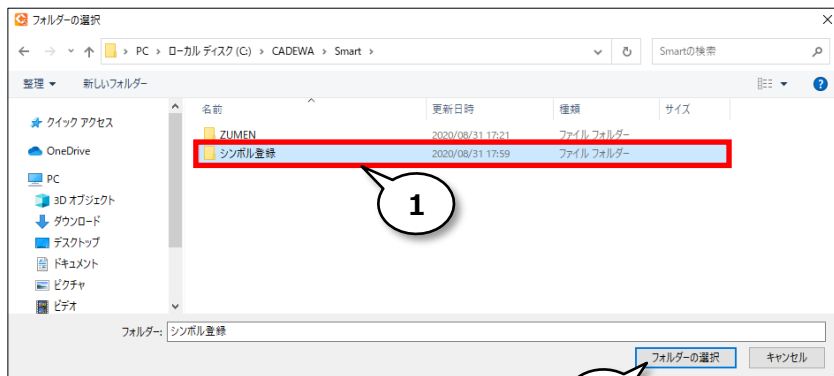 フォルダーの選択
PC > ローカル ディスク (C:) > CADEWA > Smart >
Smartの検索
整理 新しいフォルダー
名前 更新日時 種類 サイズ
クイック アクセス
OneDrive
PC
3D オブジェクト
ダウンロード
デスクトップ
ドキュメント
ピクチャ
ビデオ
ZUMEN 2020/08/31 17:21 ファイル フォルダー
シンボル登録 2020/08/31 17:59 ファイル フォルダー
1
フォルダー: シンボル登録
フォルダーの選択 キャンセル